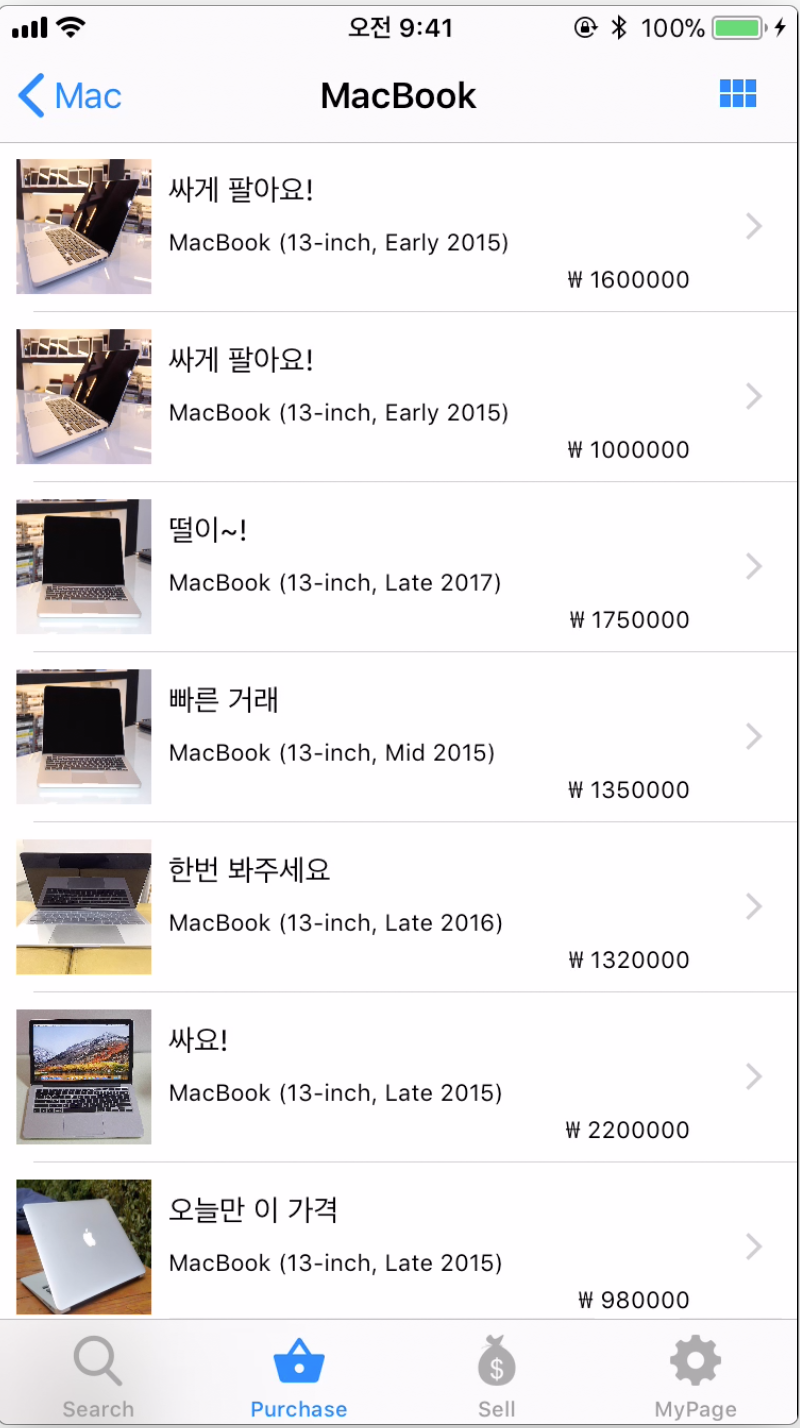 오전 9:41
100%
Mac
MacBook
싸게 팔아요!
MacBook (13-inch, Early 2015)
₩ 1600000
싸게 팔아요!
MacBook (13-inch, Early 2015)
₩ 1000000
떨이~!
MacBook (13-inch, Late 2017)
₩ 1750000
빠른 거래
MacBook (13-inch, Mid 2015)
₩ 1350000
한번 봐주세요
MacBook (13-inch, Late 2016)
₩ 1320000
싸요!
MacBook (13-inch, Late 2015)
₩ 2200000
오늘만 이 가격
MacBook (13-inch, Late 2015)
₩ 980000
Search
Purchase
Sell
MyPage